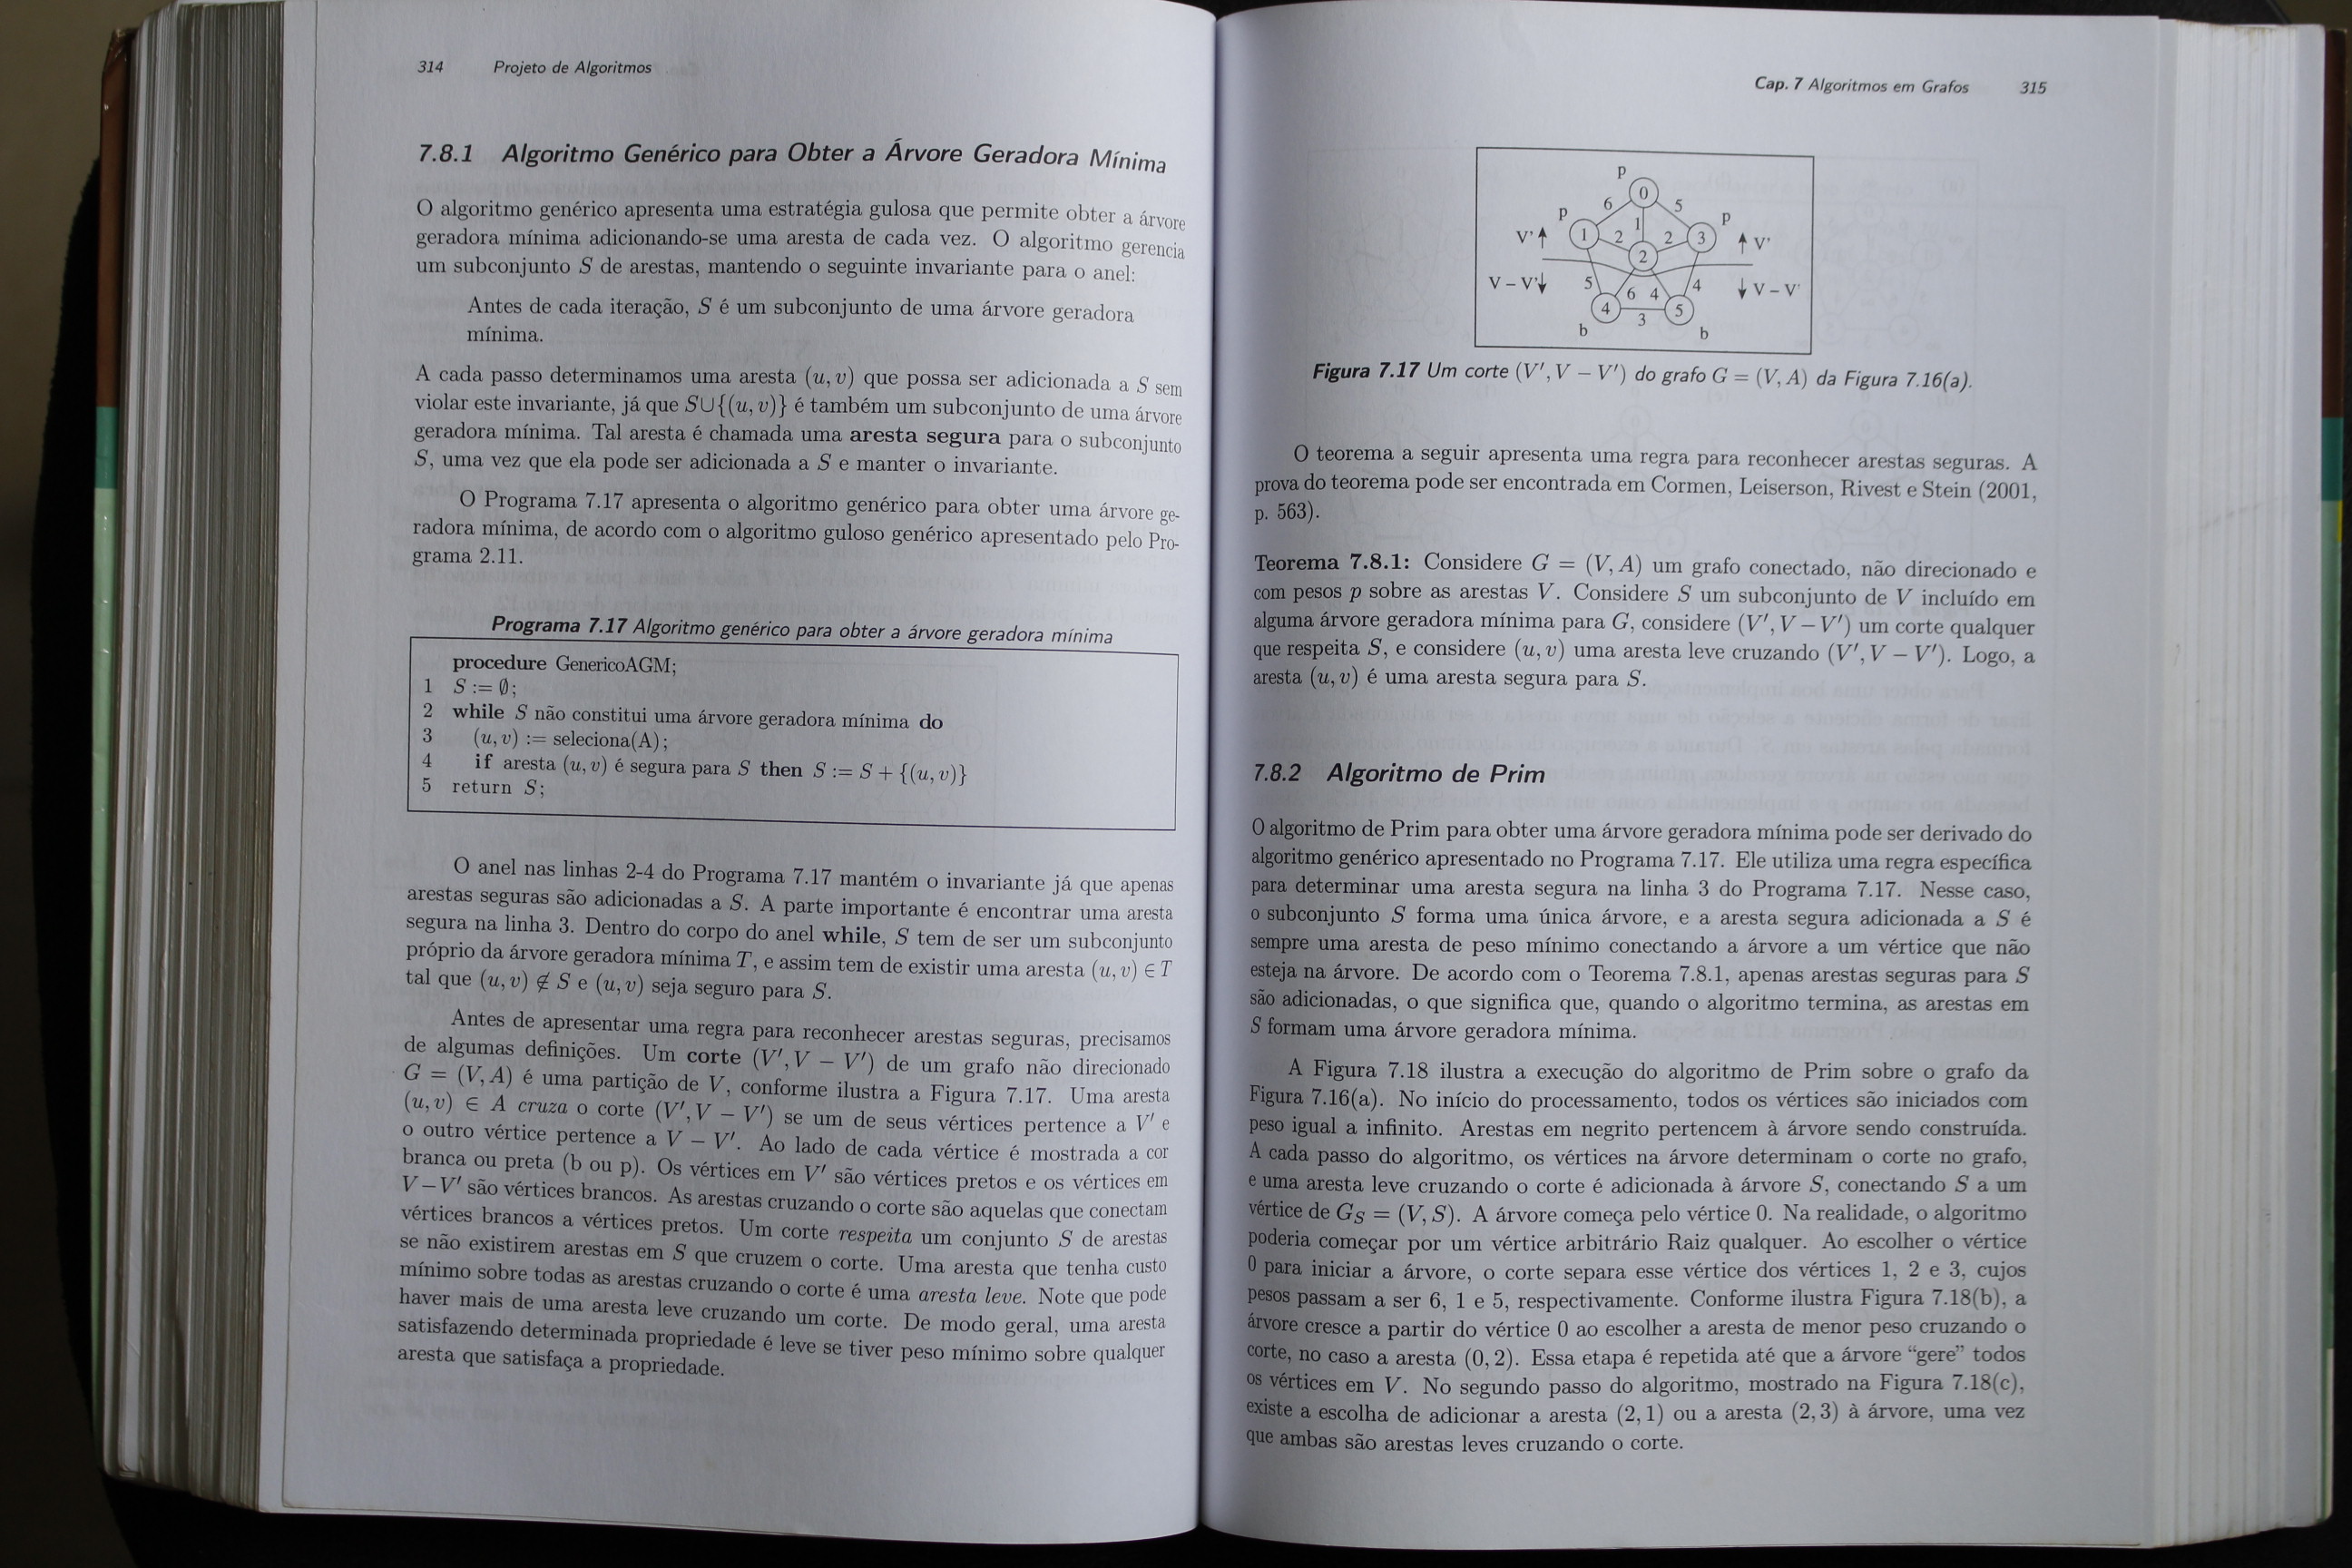 314 Projeto de Algoritmos
7.8.1 Algoritmo Genérico para Obter a Árvore Geradora Mínima
O algoritmo genérico apresenta uma estratégia gulosa que permite obter a árvore
geradora mínima adicionando-se uma aresta de cada vez. O algoritmo gerencia
um subconjunto S de arestas, mantendo o seguinte invariante para o anel:
Antes de cada iteração, S é um subconjunto de uma árvore geradora
mínima.
A cada passo determinamos uma aresta (u, v) que possa ser adicionada a S sem
violar este invariante, já que S∪{(u, v)} é também um subconjunto de uma árvore
geradora mínima. Tal aresta é chamada uma aresta segura para o subconjunto
S, uma vez que ela pode ser adicionada a S e manter o invariante.
O Programa 7.17 apresenta o algoritmo genérico para obter uma árvore ge-
radora mínima, de acordo com o algoritmo guloso genérico apresentado pelo Pro-
grama 2.11.
Programa 7.17 Algoritmo genérico para obter a árvore geradora mínima
procedure GenericoAGM;
1 S := ∅;
2 while S não constitui uma árvore geradora mínima do
3 (u, v) := seleciona(A);
4 if aresta (u, v) é segura para S then S := S + {(u, v)}
5 return S;
O anel nas linhas 2-4 do Programa 7.17 mantém o invariante já que apenas
arestas seguras são adicionadas a S. A parte importante é encontrar uma aresta
segura na linha 3. Dentro do corpo do anel while, S tem de ser um subconjunto
próprio da árvore geradora mínima T, e assim tem de existir uma aresta (u, v) ∈ T
tal que (u, v) ∉ S e (u, v) seja seguro para S.
Antes de apresentar uma regra para reconhecer arestas seguras, precisamos
de algumas definições. Um corte (V′, V − V′) de um grafo não direcionado
G = (V, A) é uma partição de V, conforme ilustra a Figura 7.17. Uma aresta
(u, v) ∈ A cruza o corte (V′, V − V′) se um de seus vértices pertence a V′ e
o outro vértice pertence a V − V′. Ao lado de cada vértice é mostrada a cor
branca ou preta (b ou p). Os vértices em V′ são vértices pretos e os vértices em
V − V′ são vértices brancos. As arestas cruzando o corte são aquelas que conectam
vértices brancos a vértices pretos. Um corte respeita um conjunto S de arestas
se não existirem arestas em S que cruzem o corte. Uma aresta que tenha custo
mínimo sobre todas as arestas cruzando o corte é uma aresta leve. Note que pode
haver mais de uma aresta leve cruzando um corte. De modo geral, uma aresta
satisfazendo determinada propriedade é leve se tiver peso mínimo sobre qualquer
aresta que satisfaça a propriedade.
Cap. 7 Algoritmos em Grafos 315
p
0
6 5
p 1 p
1 2 2 3
V' 2 V'
V − V' 5 6 4 4 V − V'
4 3 5
b b
Figura 7.17 Um corte (V′, V − V′) do grafo G = (V, A) da Figura 7.16(a).
O teorema a seguir apresenta uma regra para reconhecer arestas seguras. A
prova do teorema pode ser encontrada em Cormen, Leiserson, Rivest e Stein (2001,
p. 563).
Teorema 7.8.1: Considere G = (V, A) um grafo conectado, não direcionado e
com pesos p sobre as arestas V. Considere S um subconjunto de V incluído em
alguma árvore geradora mínima para G, considere (V′, V − V′) um corte qualquer
que respeita S, e considere (u, v) uma aresta leve cruzando (V′, V − V′). Logo, a
aresta (u, v) é uma aresta segura para S.
7.8.2 Algoritmo de Prim
O algoritmo de Prim para obter uma árvore geradora mínima pode ser derivado do
algoritmo genérico apresentado no Programa 7.17. Ele utiliza uma regra específica
para determinar uma aresta segura na linha 3 do Programa 7.17. Nesse caso,
o subconjunto S forma uma única árvore, e a aresta segura adicionada a S é
sempre uma aresta de peso mínimo conectando a árvore a um vértice que não
esteja na árvore. De acordo com o Teorema 7.8.1, apenas arestas seguras para S
são adicionadas, o que significa que, quando o algoritmo termina, as arestas em
S formam uma árvore geradora mínima.
A Figura 7.18 ilustra a execução do algoritmo de Prim sobre o grafo da
Figura 7.16(a). No início do processamento, todos os vértices são iniciados com
peso igual a infinito. Arestas em negrito pertencem à árvore sendo construída.
A cada passo do algoritmo, os vértices na árvore determinam o corte no grafo,
e uma aresta leve cruzando o corte é adicionada à árvore S, conectando S a um
vértice de G_S = (V, S). A árvore começa pelo vértice 0. Na realidade, o algoritmo
poderia começar por um vértice arbitrário Raiz qualquer. Ao escolher o vértice
0 para iniciar a árvore, o corte separa esse vértice dos vértices 1, 2 e 3, cujos
pesos passam a ser 6, 1 e 5, respectivamente. Conforme ilustra Figura 7.18(b), a
árvore cresce a partir do vértice 0 ao escolher a aresta de menor peso cruzando o
corte, no caso a aresta (0, 2). Essa etapa é repetida até que a árvore "gere" todos
os vértices em V. No segundo passo do algoritmo, mostrado na Figura 7.18(c),
existe a escolha de adicionar a aresta (2, 1) ou a aresta (2, 3) à árvore, uma vez
que ambas são arestas leves cruzando o corte.